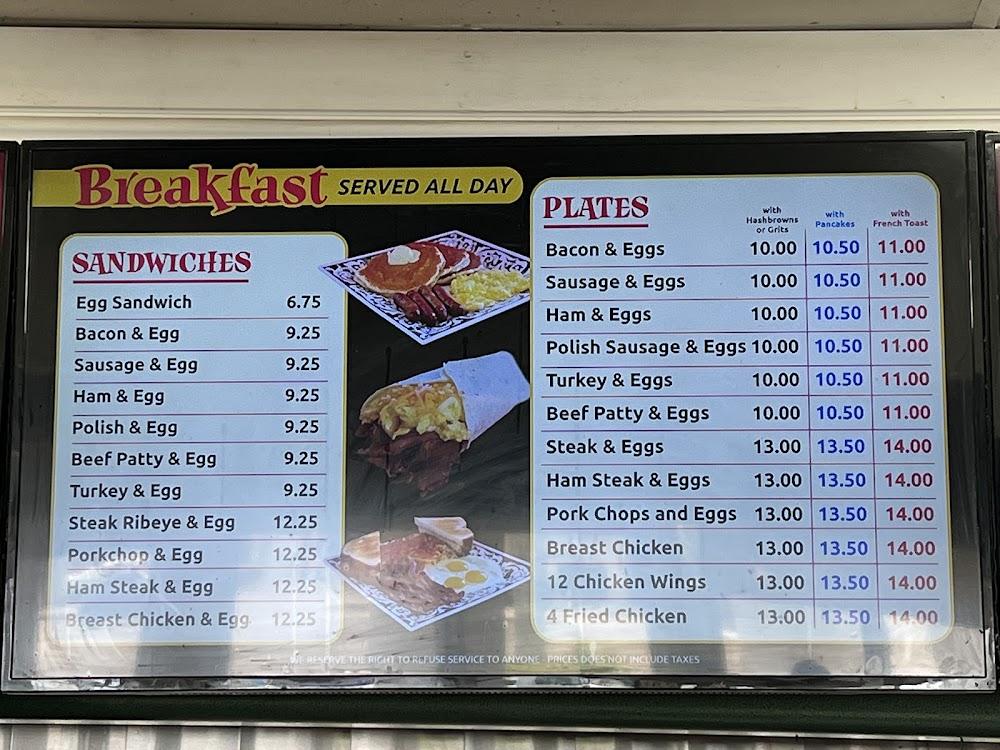 Breakfast SERVED ALL DAY
SANDWICHES
Egg Sandwich 6.75
Bacon & Egg 9.25
Sausage & Egg 9.25
Ham & Egg 9.25
Polish & Egg 9.25
Beef Patty & Egg 9.25
Turkey & Egg 9.25
Steak Ribeye & Egg 12.25
Porkchop & Egg 12.25
Ham Steak & Egg 12.25
Breast Chicken & Egg 12.25
PLATES
with Hashbrowns or Grits
with Pancakes
with French Toast
Bacon & Eggs 10.00 10.50 11.00
Sausage & Eggs 10.00 10.50 11.00
Ham & Eggs 10.00 10.50 11.00
Polish Sausage & Eggs 10.00 10.50 11.00
Turkey & Eggs 10.00 10.50 11.00
Beef Patty & Eggs 10.00 10.50 11.00
Steak & Eggs 13.00 13.50 14.00
Ham Steak & Eggs 13.00 13.50 14.00
Pork Chops and Eggs 13.00 13.50 14.00
Breast Chicken 13.00 13.50 14.00
12 Chicken Wings 13.00 13.50 14.00
4 Fried Chicken 13.00 13.50 14.00
WE RESERVE THE RIGHT TO REFUSE SERVICE TO ANYONE - PRICES DOES NOT INCLUDE TAXES